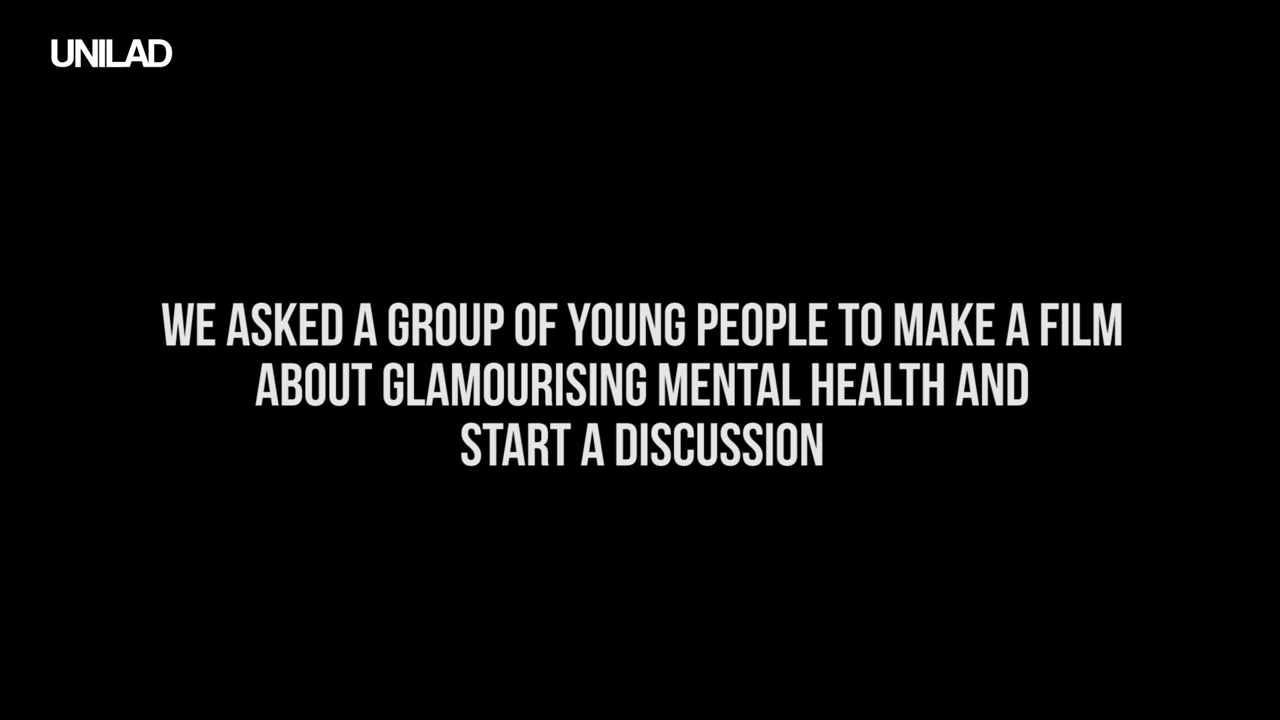 UNILAD
WE ASKED A GROUP OF YOUNG PEOPLE TO MAKE A FILM
ABOUT GLAMOURISING MENTAL HEALTH AND
START A DISCUSSION